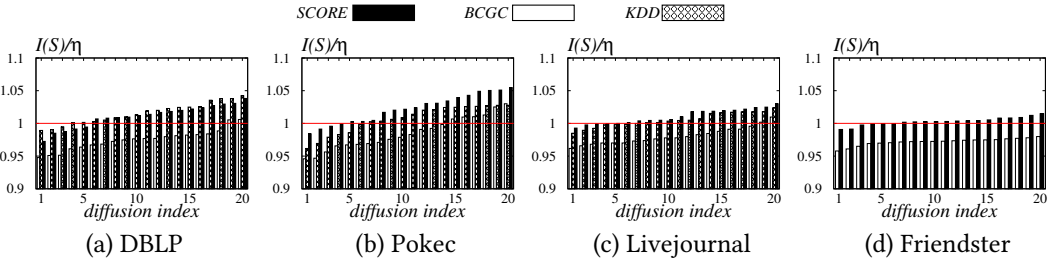 SCORE BCGC KDD
I(S)/η I(S)/η I(S)/η I(S)/η
1.1 1.1 1.1 1.1
1.05 1.05 1.05 1.05
1 1 1 1
0.95 0.95 0.95 0.95
0.9 0.9 0.9 0.9
1 5 10 15 20 1 5 10 15 20 1 5 10 15 20 1 5 10 15 20
diffusion index diffusion index diffusion index diffusion index
(a) DBLP (b) Pokec (c) Livejournal (d) Friendster